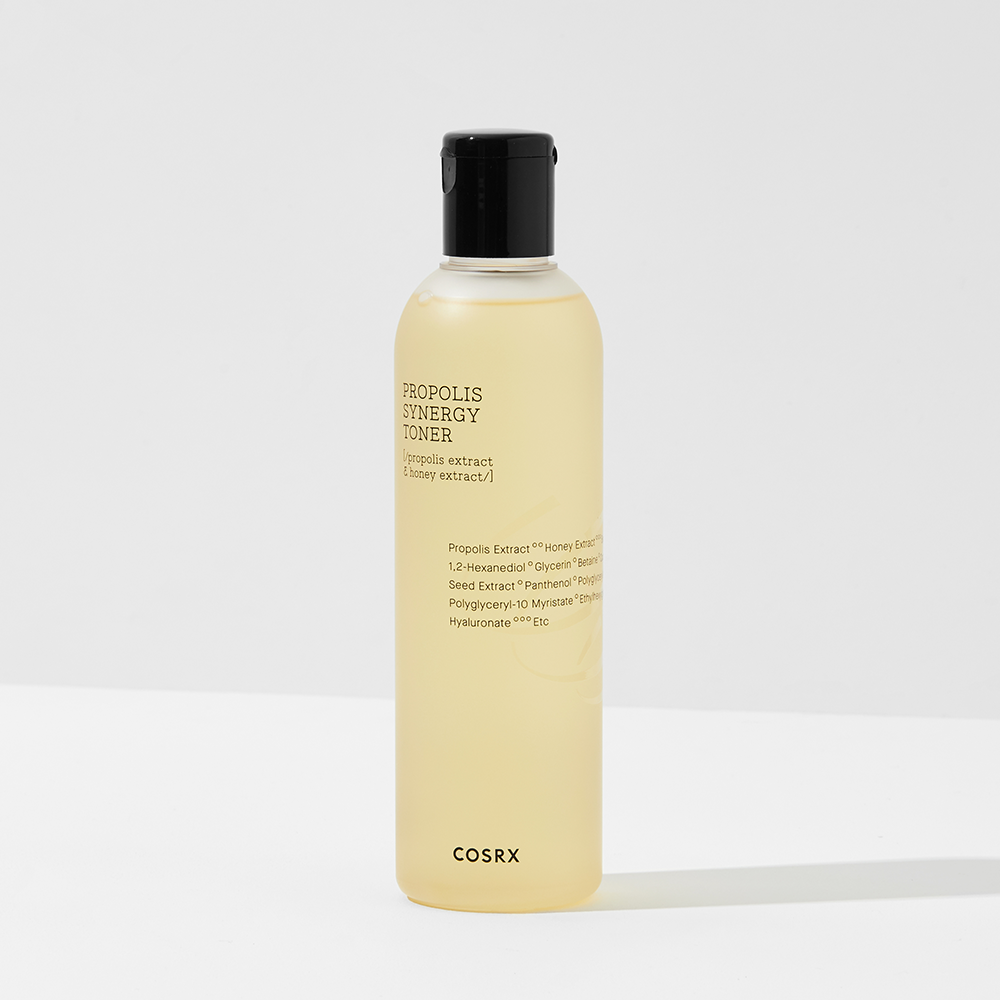 PROPOLIS
SYNERGY
TONER
[/propolis extract
& honey extract/]
Propolis Extract °° Honey Extract °°°
1,2-Hexanediol ° Glycerin ° Betaine °
Seed Extract ° Panthenol °
Polyglyceryl-10 Myristate °
Hyaluronate °°° Etc
COSRX